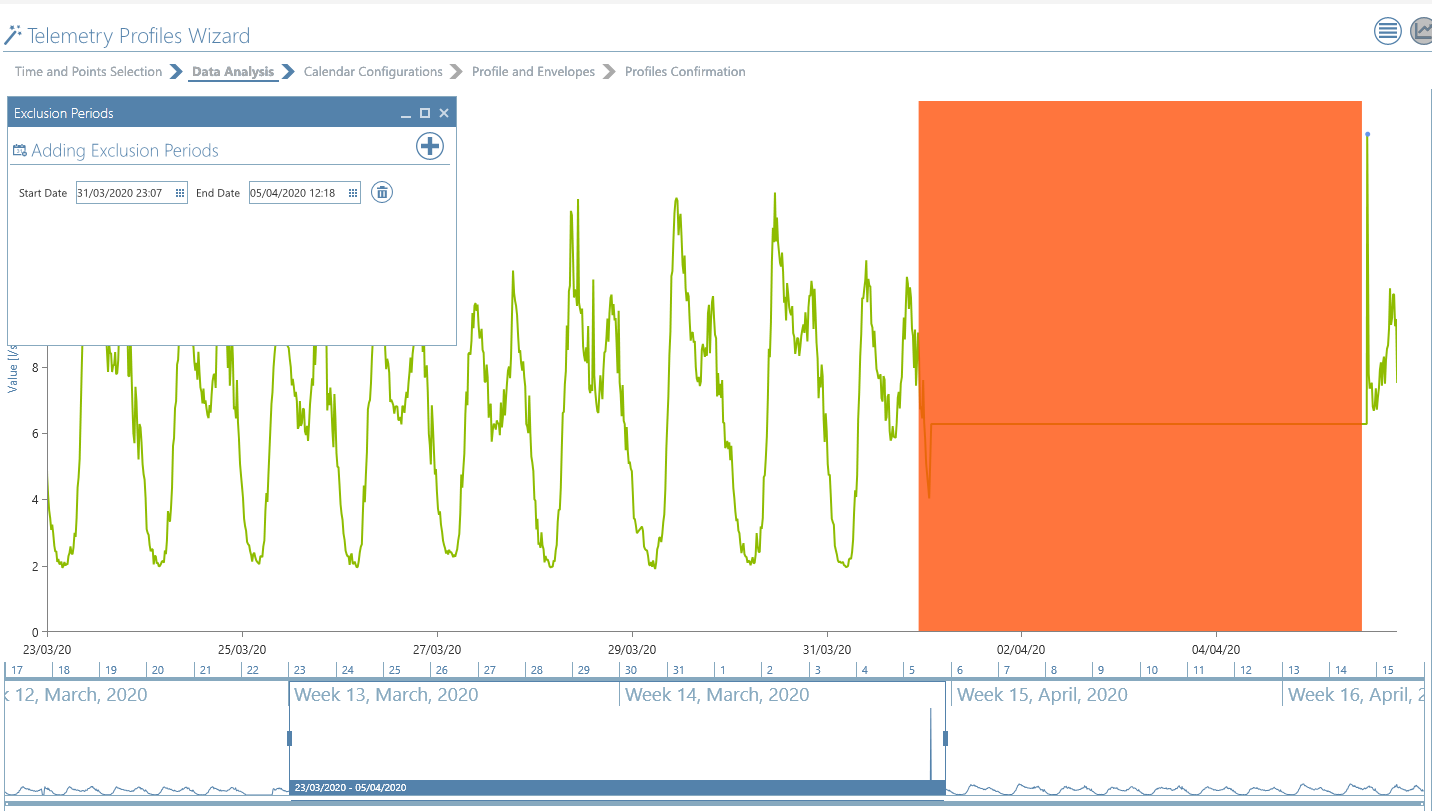 Telemetry Profiles Wizard
Time and Points Selection Data Analysis Calendar Configurations Profile and Envelopes Profiles Confirmation
Exclusion Periods
Adding Exclusion Periods
Start Date 31/03/2020 23:07 End Date 05/04/2020 12:18
Value [l/s
8
6
4
2
0
23/03/20 25/03/20 27/03/20 29/03/20 31/03/20 02/04/20 04/04/20
17 18 19 20 21 22 23 24 25 26 27 28 29 30 31 1 2 3 4 5 6 7 8 9 10 11 12 13 14 15
k 12, March, 2020 Week 13, March, 2020 Week 14, March, 2020 Week 15, April, 2020 Week 16, April, 2
23/03/2020 - 05/04/2020